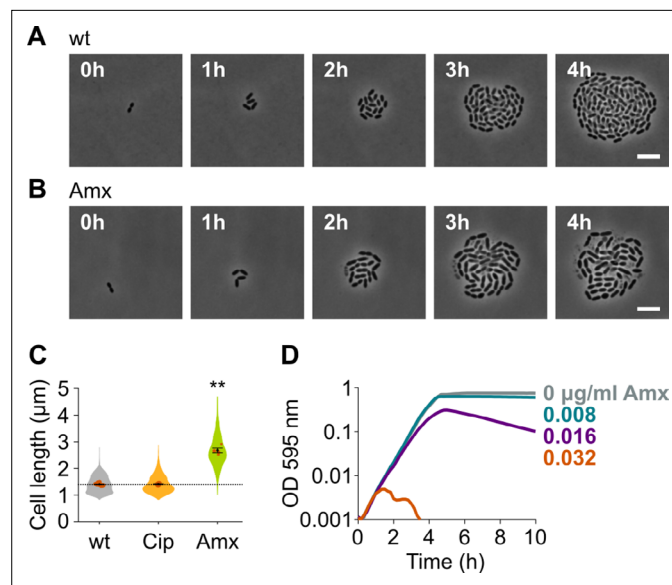 A wt
0h 1h 2h 3h 4h
B Amx
0h 1h 2h 3h 4h
C
Cell length (µm)
5
4
3
2
1
0
**
wt Cip Amx
D
OD 595 nm
1
0.1
0.01
0.001
0 µg/ml Amx
0.008
0.016
0.032
0 2 4 6 8 10
Time (h)